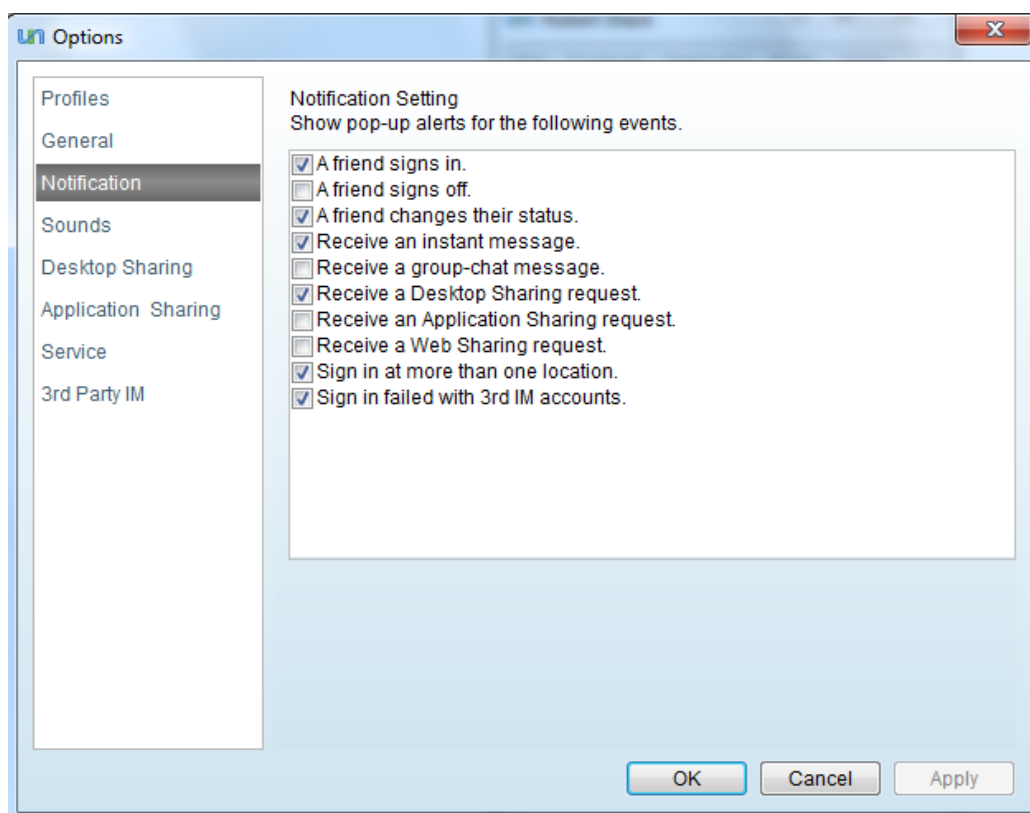 un Options
Profiles
General
Notification
Sounds
Desktop Sharing
Application Sharing
Service
3rd Party IM
Notification Setting
Show pop-up alerts for the following events.
A friend signs in.
A friend signs off.
A friend changes their status.
Receive an instant message.
Receive a group-chat message.
Receive a Desktop Sharing request.
Receive an Application Sharing request.
Receive a Web Sharing request.
Sign in at more than one location.
Sign in failed with 3rd IM accounts.
OK
Cancel
Apply